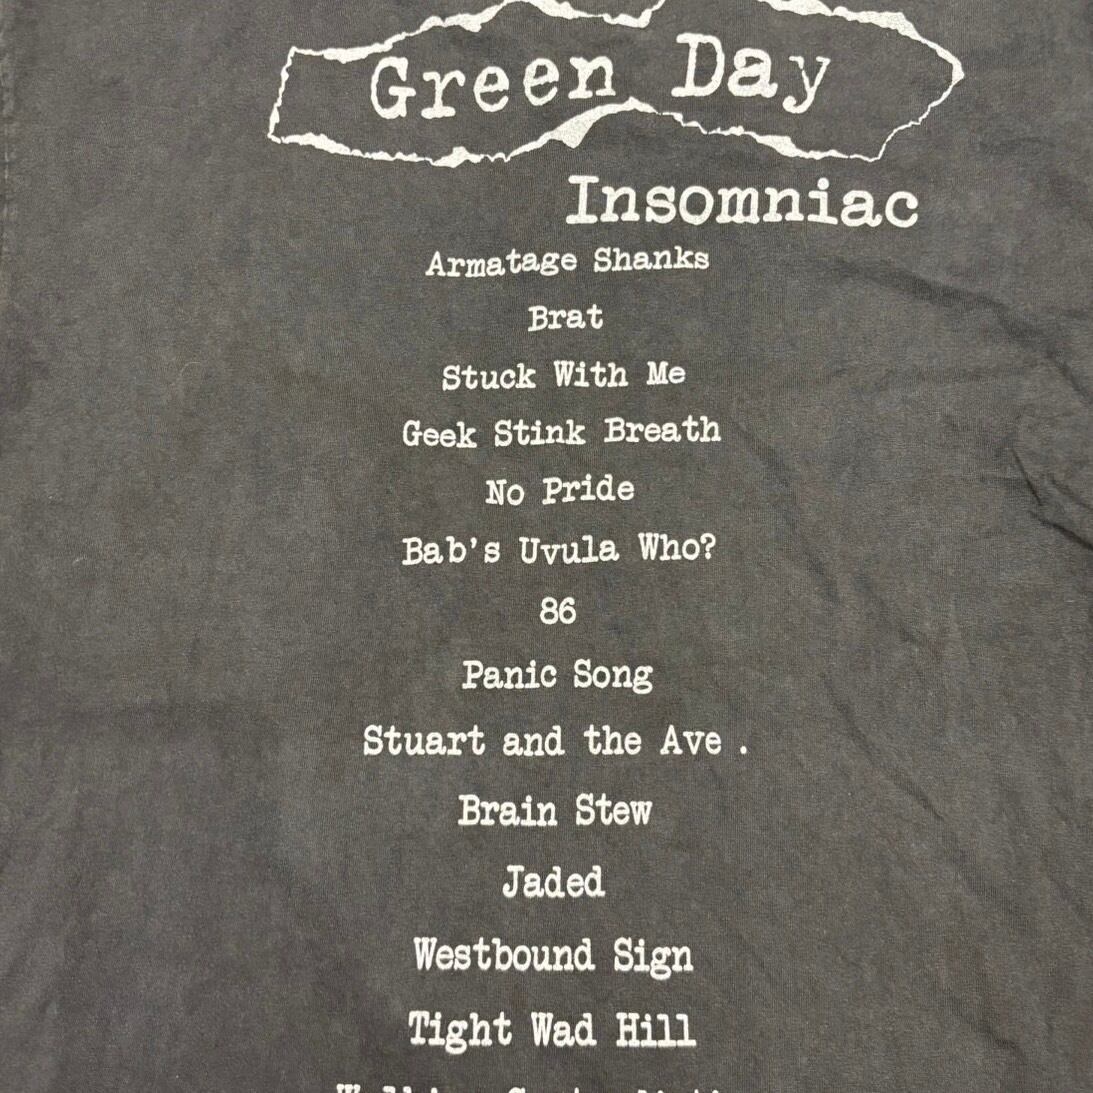 Green Day
Insomniac
Armatage Shanks
Brat
Stuck With Me
Geek Stink Breath
No Pride
Bab's Uvula Who?
86
Panic Song
Stuart and the Ave .
Brain Stew
Jaded
Westbound Sign
Tight Wad Hill